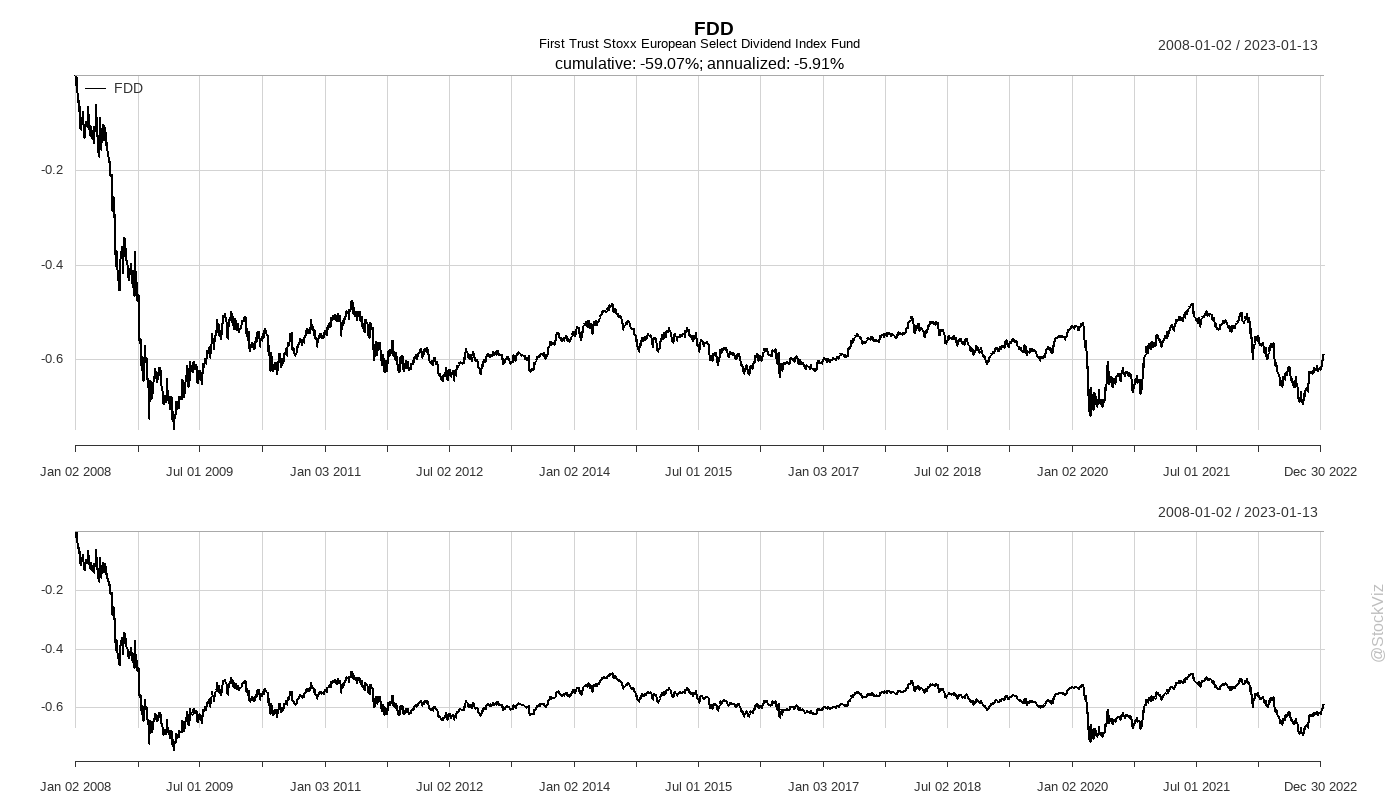 FDD
First Trust Stoxx European Select Dividend Index Fund
2008-01-02 / 2023-01-13
cumulative: -59.07%; annualized: -5.91%
FDD
-0.2
-0.4
-0.6
Jan 02 2008 Jul 01 2009 Jan 03 2011 Jul 02 2012 Jan 02 2014 Jul 01 2015 Jan 03 2017 Jul 02 2018 Jan 02 2020 Jul 01 2021 Dec 30 2022
2008-01-02 / 2023-01-13
-0.2
-0.4
-0.6
Jan 02 2008 Jul 01 2009 Jan 03 2011 Jul 02 2012 Jan 02 2014 Jul 01 2015 Jan 03 2017 Jul 02 2018 Jan 02 2020 Jul 01 2021 Dec 30 2022
@StockViz